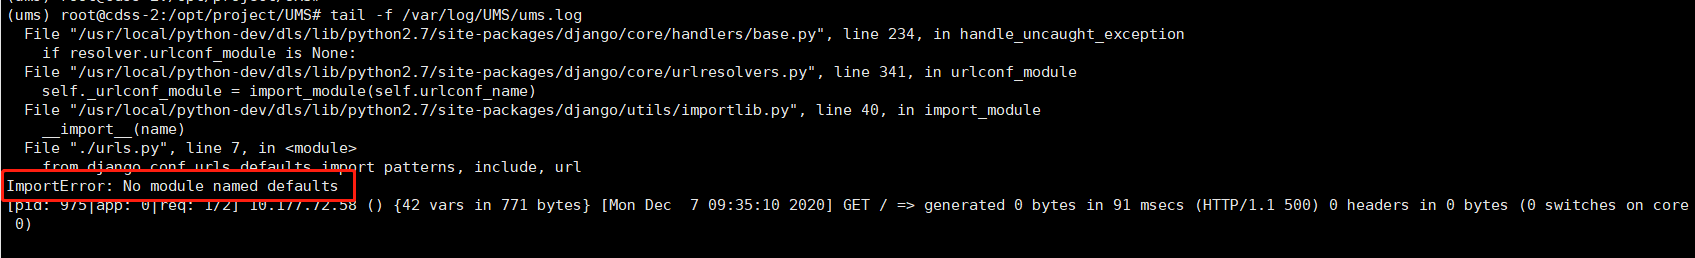 (ums) root@cdss-2:/opt/project/UMS# tail -f /var/log/UMS/ums.log
  File "/usr/local/python-dev/dls/lib/python2.7/site-packages/django/core/handlers/base.py", line 234, in handle_uncaught_exception
    if resolver.urlconf_module is None:
  File "/usr/local/python-dev/dls/lib/python2.7/site-packages/django/core/urlresolvers.py", line 341, in urlconf_module
    self._urlconf_module = import_module(self.urlconf_name)
  File "/usr/local/python-dev/dls/lib/python2.7/site-packages/django/utils/importlib.py", line 40, in import_module
    __import__(name)
  File "./urls.py", line 7, in <module>
    from django.conf.urls.defaults import patterns, include, url
ImportError: No module named defaults
[pid: 975|app: 0|req: 1/2] 10.177.72.58 () {42 vars in 771 bytes} [Mon Dec  7 09:35:10 2020] GET / => generated 0 bytes in 91 msecs (HTTP/1.1 500) 0 headers in 0 bytes (0 switches on core
 0)